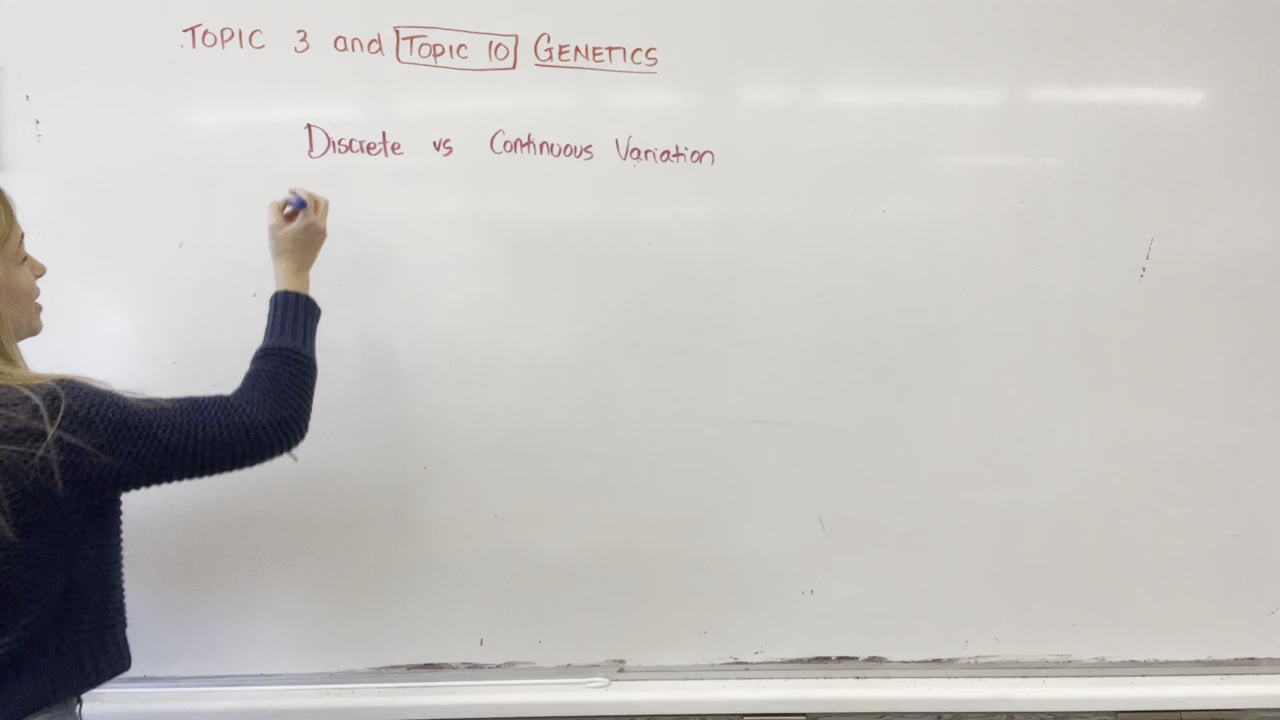 TOPIC 3 and Topic 10 GENETICS
Discrete vs Continuous Variation